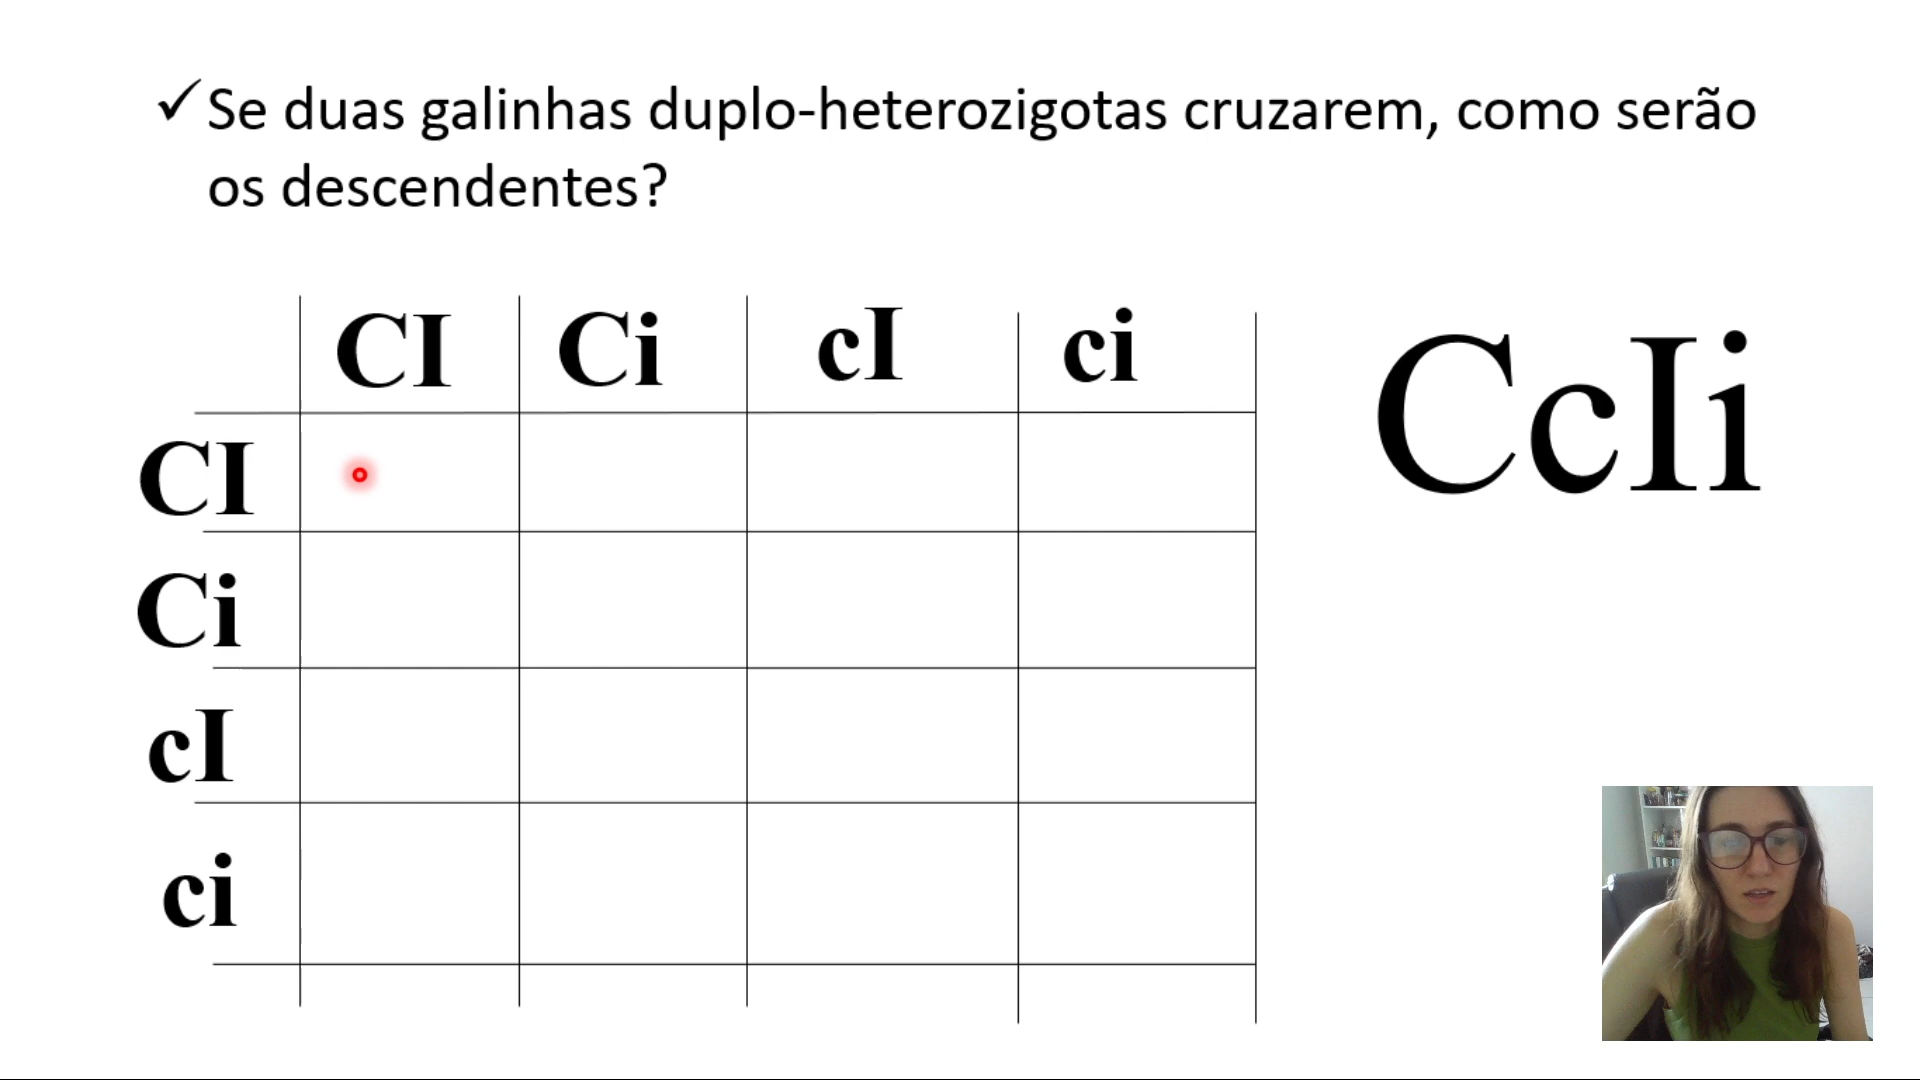 ✓Se duas galinhas duplo-heterozigotas cruzarem, como serão
os descendentes?
CI Ci cI ci
CcIi
CI
Ci
cI
ci